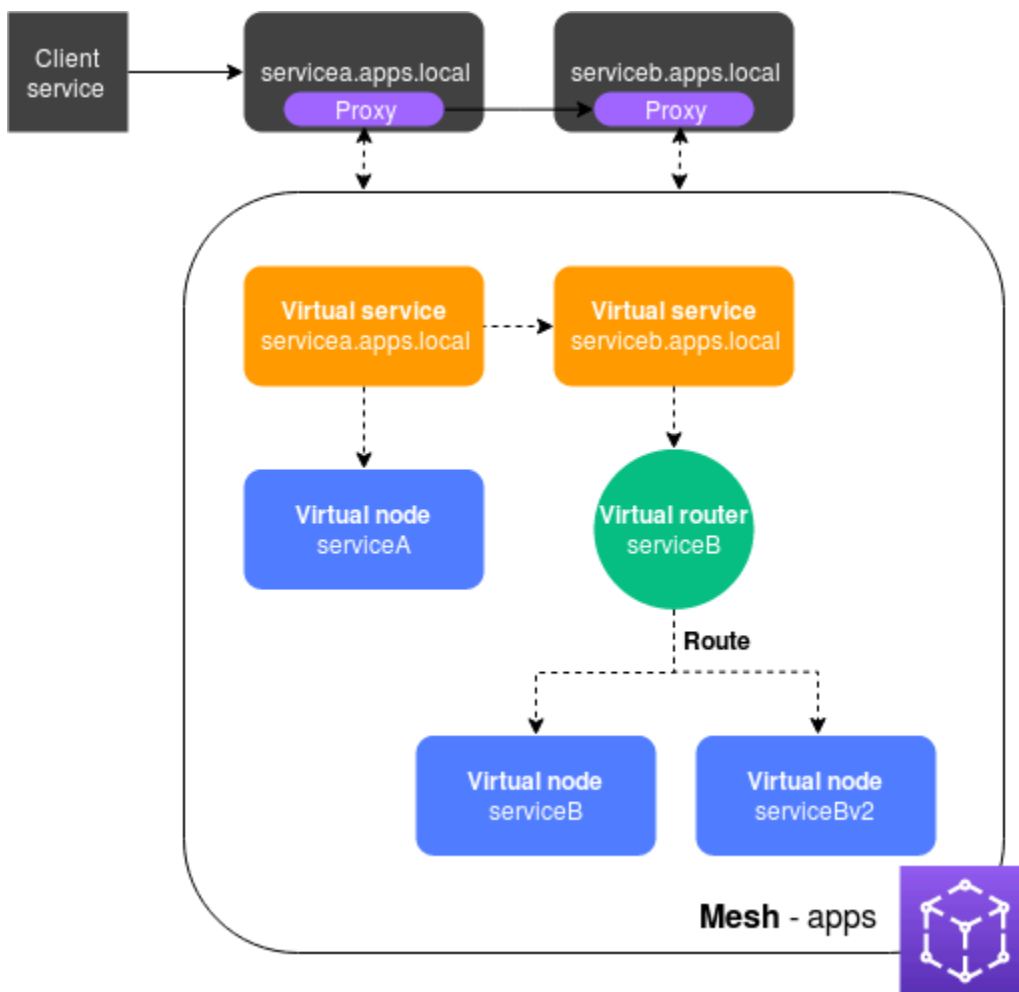 Client
service
servicea.apps.local
Proxy
serviceb.apps.local
Proxy
Virtual service
servicea.apps.local
Virtual service
serviceb.apps.local
Virtual node
serviceA
Virtual router
serviceB
Route
Virtual node
serviceB
Virtual node
serviceBv2
Mesh - apps